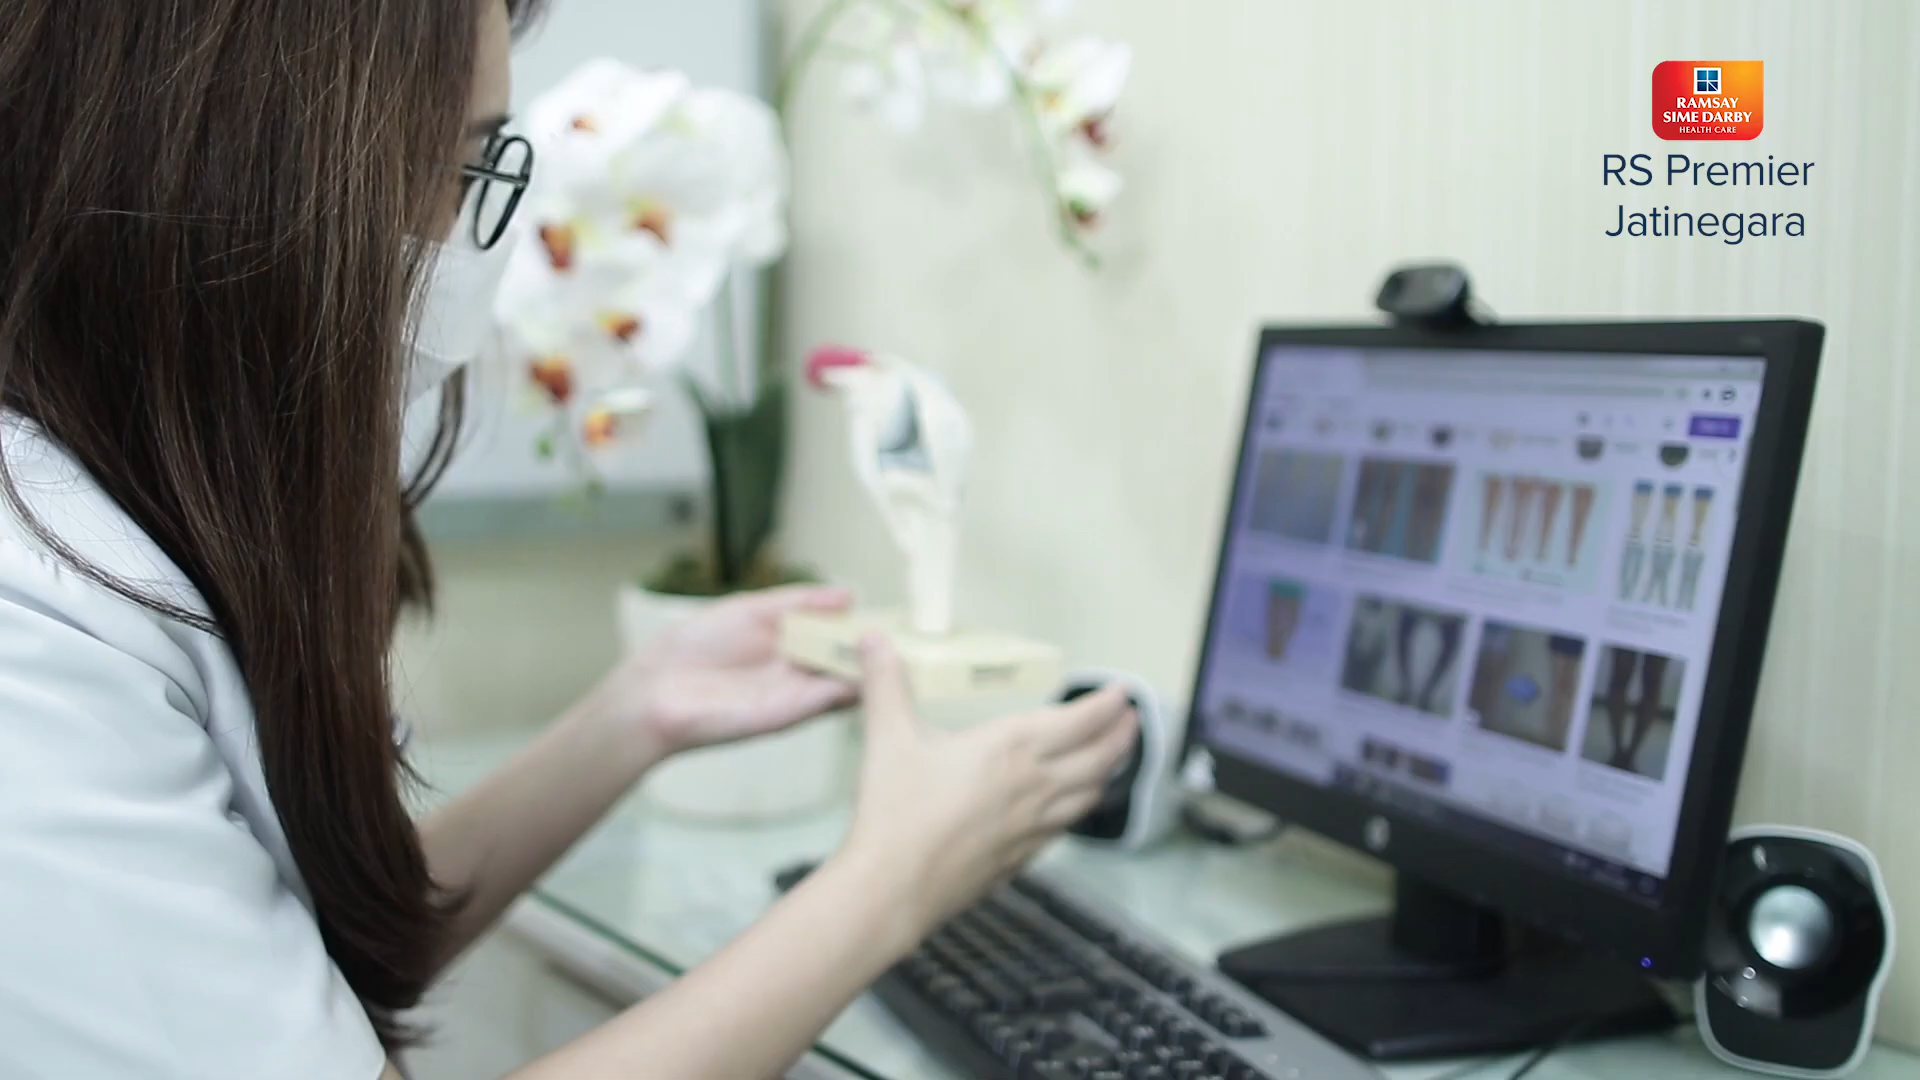 RAMSAY
SIME DARBY
HEALTH CARE
RS Premier
Jatinegara